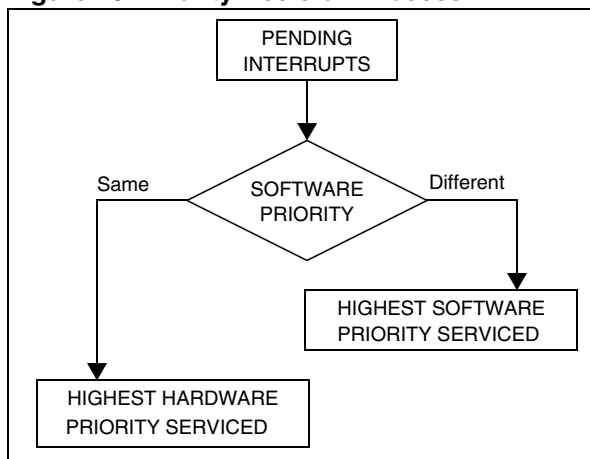 PENDING
INTERRUPTS
Same
SOFTWARE
PRIORITY
Different
HIGHEST SOFTWARE
PRIORITY SERVICED
HIGHEST HARDWARE
PRIORITY SERVICED